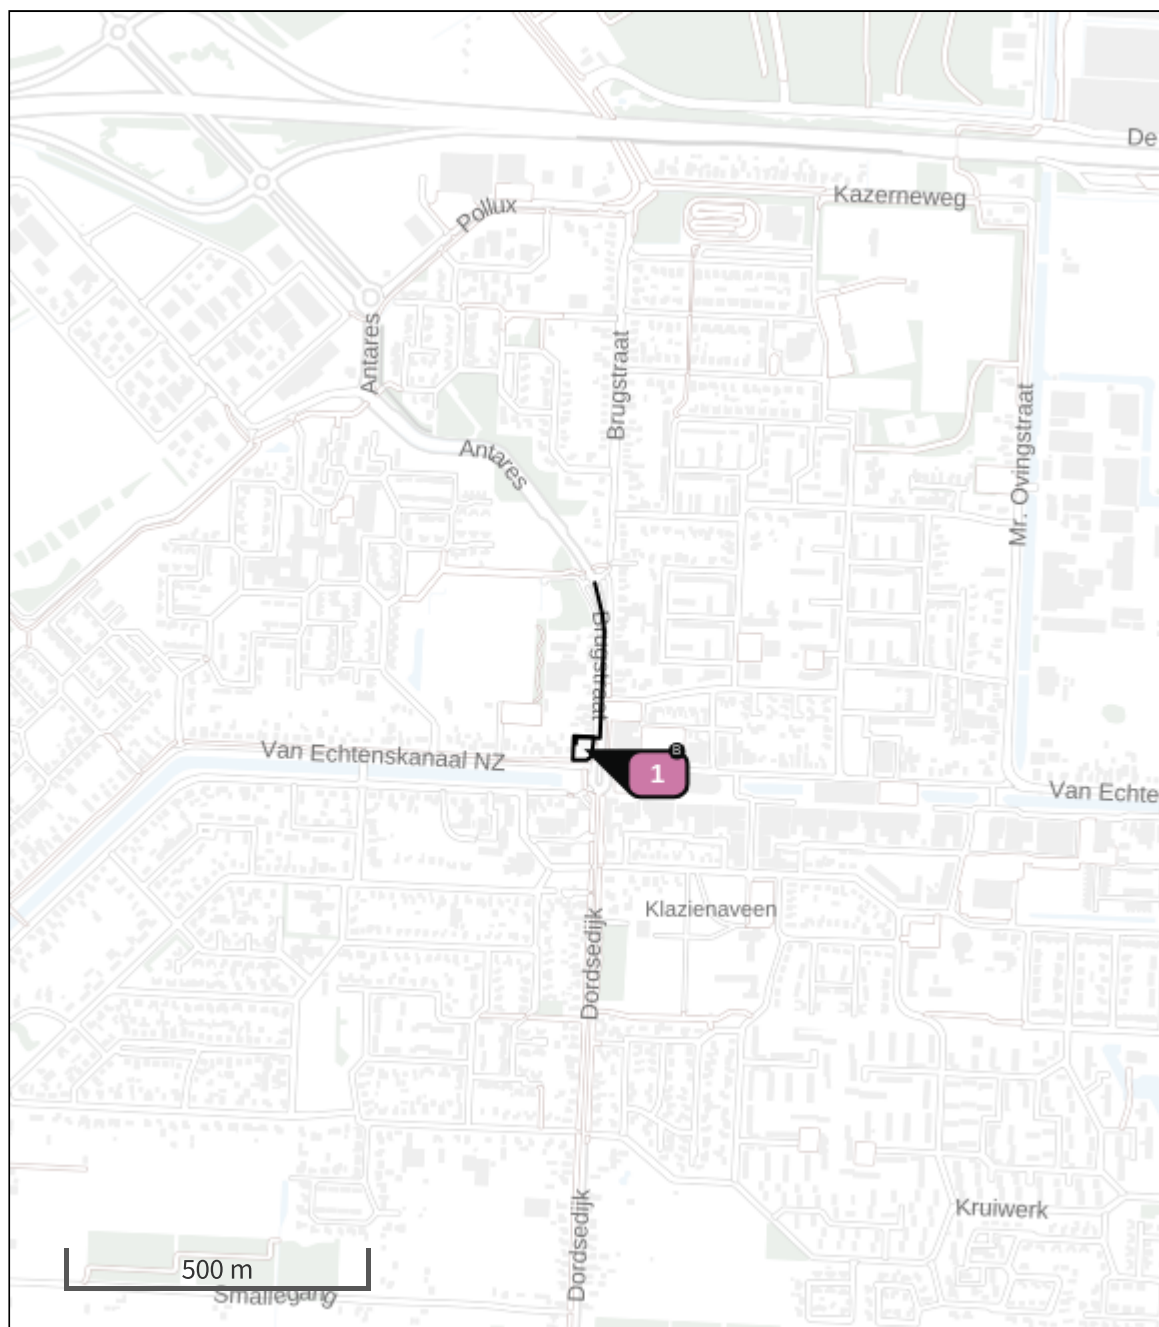 De
Kazerneweg
Pollux
Antares
Brugstraat
Mr. Ovingstraat
Antares
Brugstraat
Van Echtenskanaal NZ
B
1
Van Echte
Klazienaveen
Dordsedijk
Dordsedijk
Kruiwerk
500 m
Smallegang